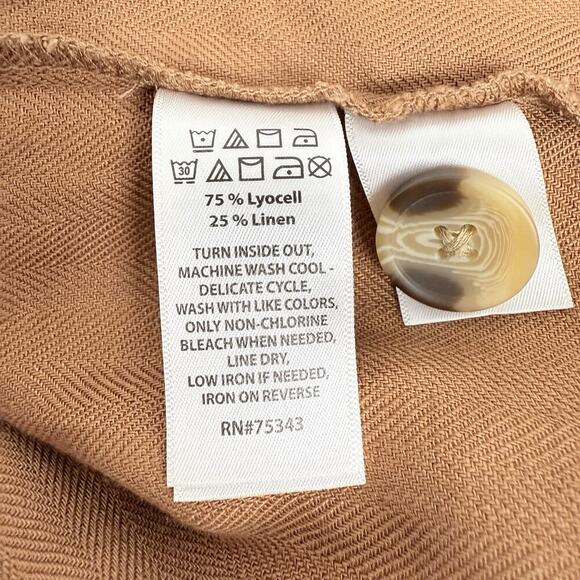 30
75 % Lyocell
25 % Linen
TURN INSIDE OUT,
MACHINE WASH COOL -
DELICATE CYCLE,
WASH WITH LIKE COLORS,
ONLY NON-CHLORINE
BLEACH WHEN NEEDED,
LINE DRY,
LOW IRON IF NEEDED,
IRON ON REVERSE
RN#75343